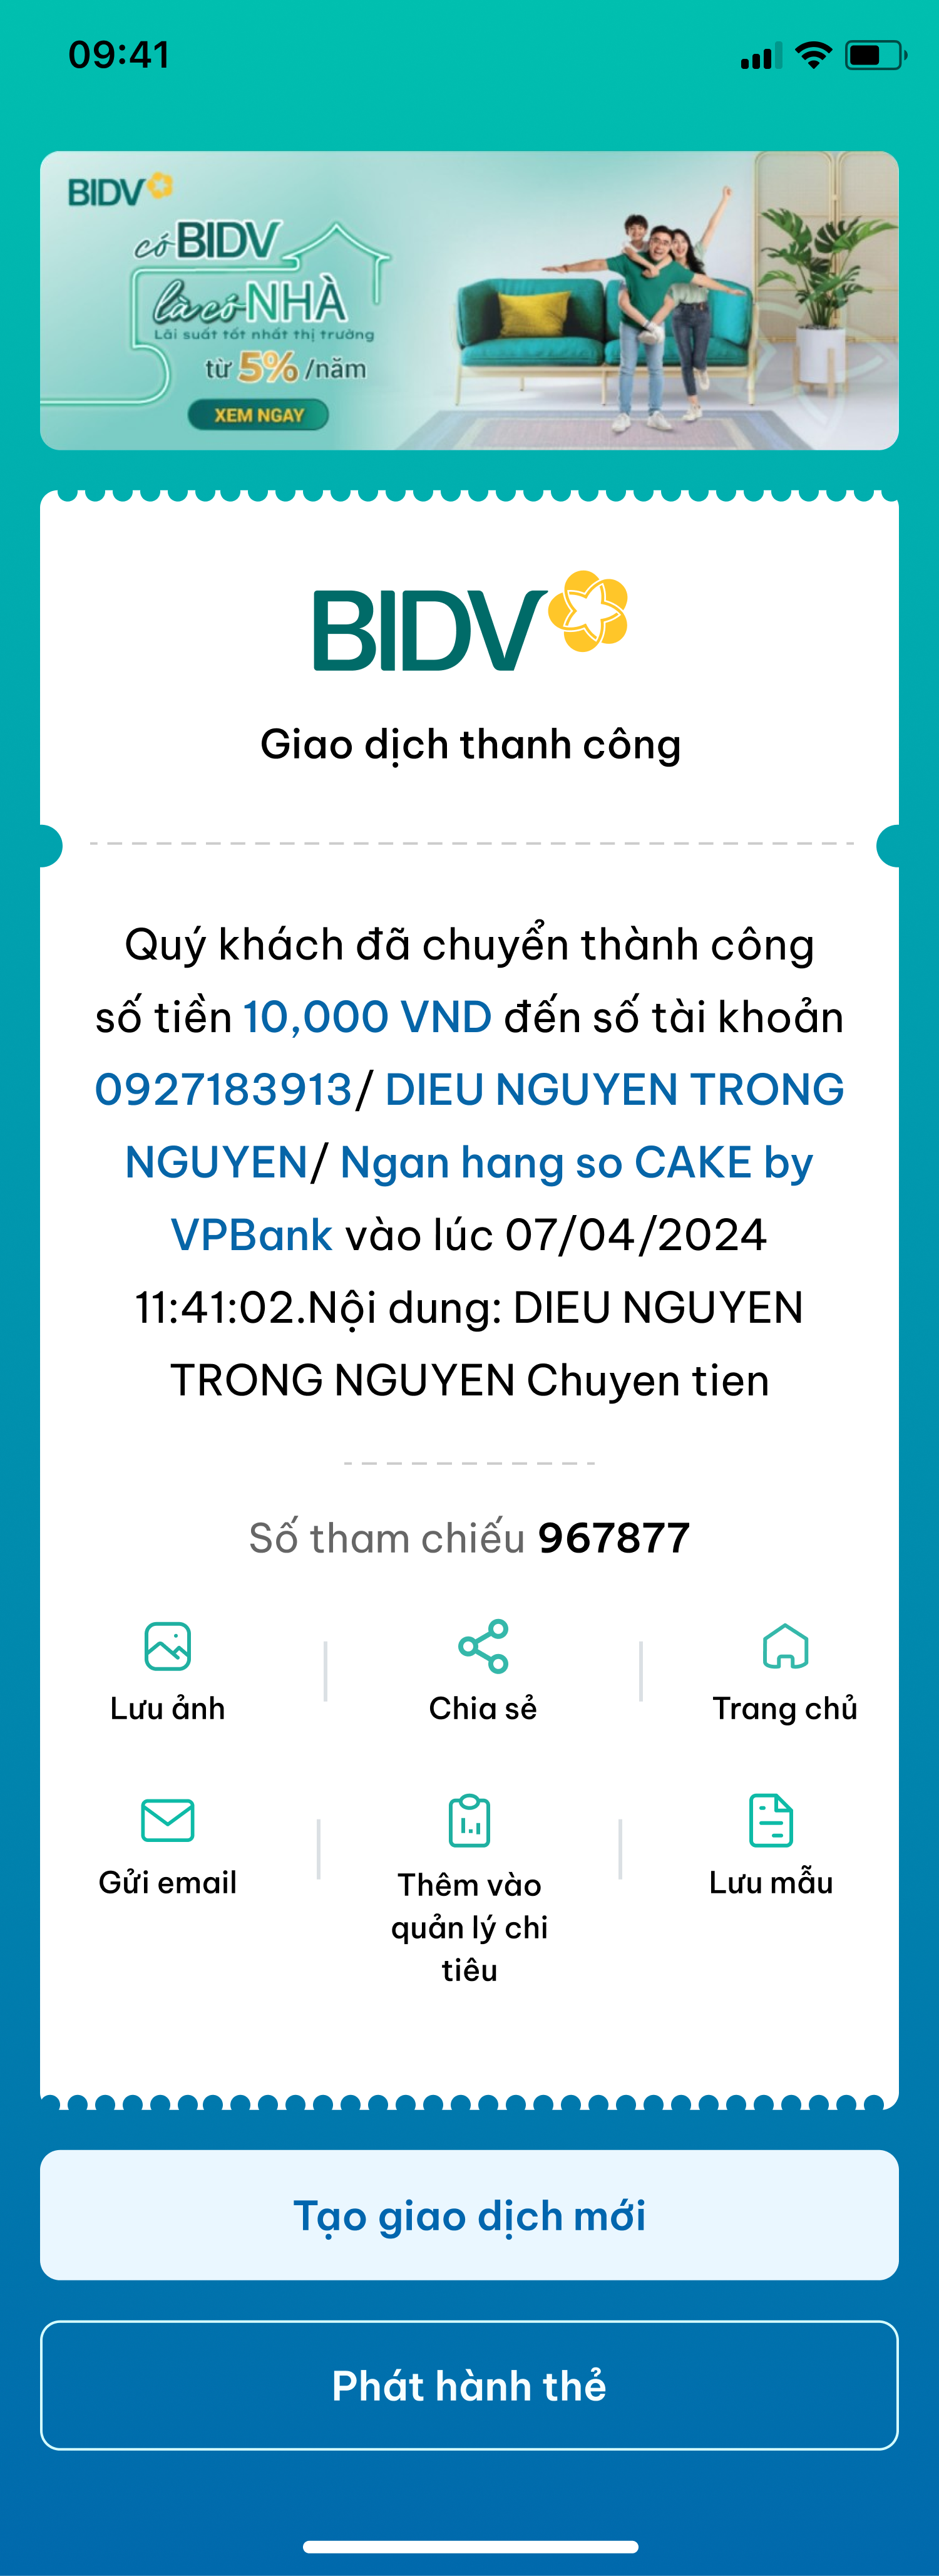 09:41
BIDV
có BIDV
là có NHÀ
Lãi suất tốt nhất thị trường
từ 5% /năm
XEM NGAY
BIDV
Giao dịch thanh công
Quý khách đã chuyển thành công
số tiền 10,000 VND đến số tài khoản
0927183913/ DIEU NGUYEN TRONG
NGUYEN/ Ngan hang so CAKE by
VPBank vào lúc 07/04/2024
11:41:02.Nội dung: DIEU NGUYEN
TRONG NGUYEN Chuyen tien
Số tham chiếu 967877
Lưu ảnh
Chia sẻ
Trang chủ
Gửi email
Thêm vào
quản lý chi
tiêu
Lưu mẫu
Tạo giao dịch mới
Phát hành thẻ